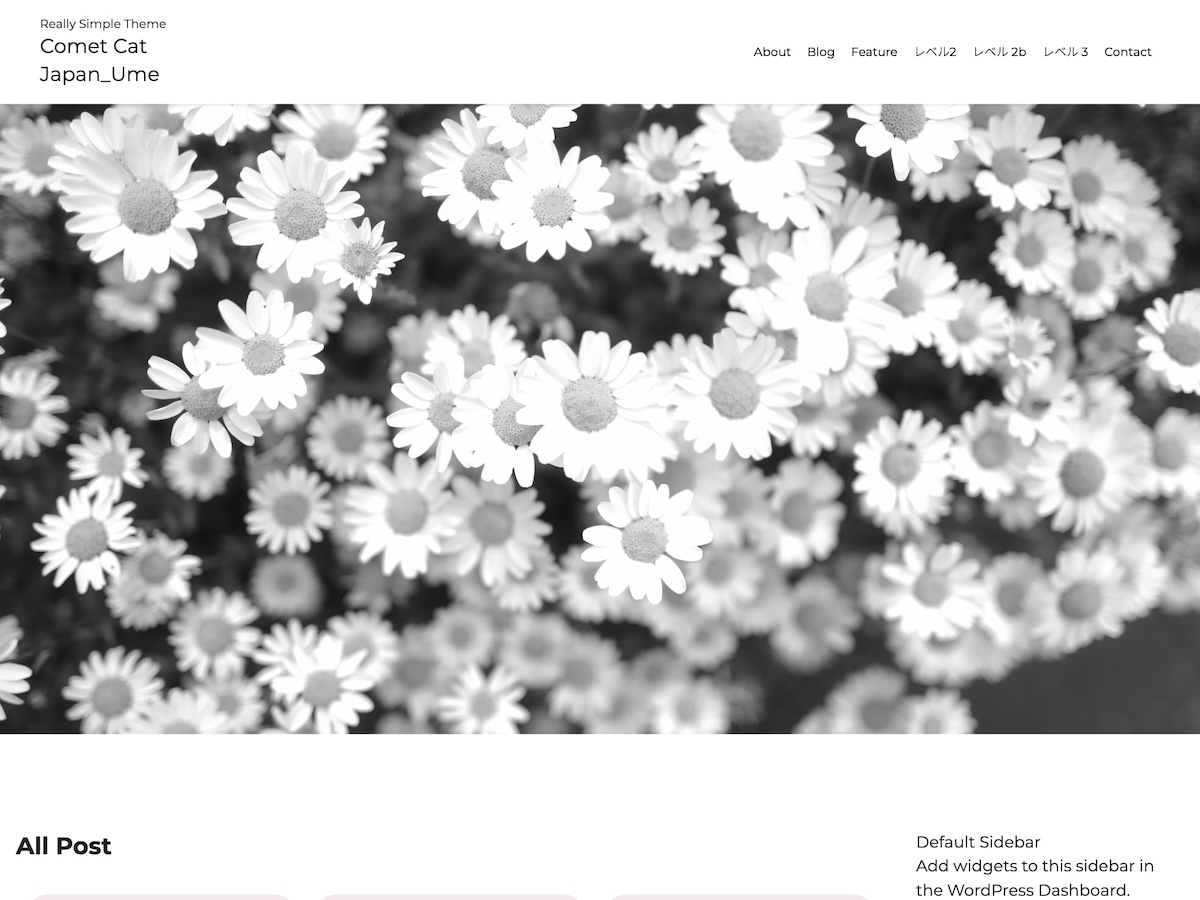 Really Simple Theme
Comet Cat
Japan_Ume
About Blog Feature レベル2 レベル 2b レベル 3 Contact
All Post
Default Sidebar
Add widgets to this sidebar in
the WordPress Dashboard.